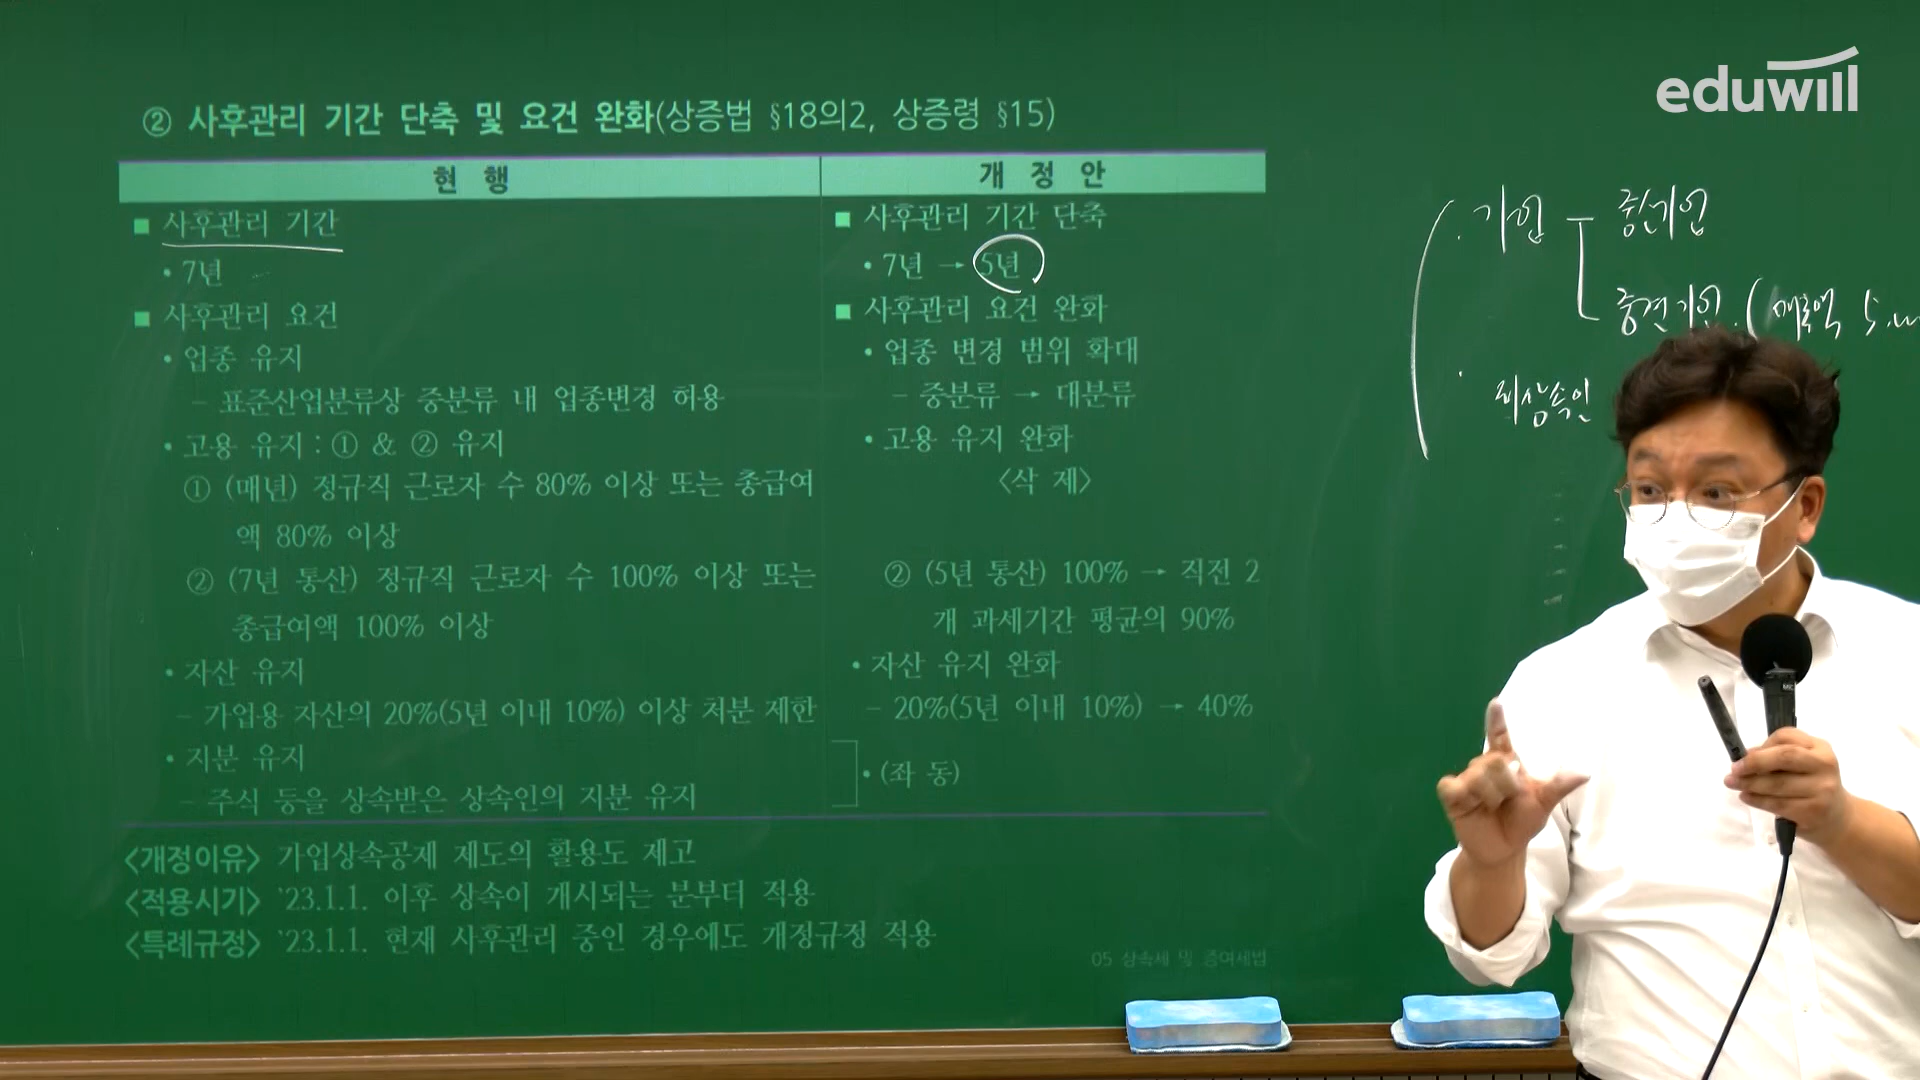 eduwill
② 사후관리 기간 단축 및 요건 완화(상증법 §18의2, 상증령 §15)
현 행
■ 사후관리 기간
• 7년
■ 사후관리 요건
• 업종 유지
– 표준산업분류상 중분류 내 업종변경 허용
• 고용 유지 : ① & ② 유지
① (매년) 정규직 근로자 수 80% 이상 또는 총급여
액 80% 이상
② (7년 통산) 정규직 근로자 수 100% 이상 또는
총급여액 100% 이상
• 자산 유지
– 가업용 자산의 20%(5년 이내 10%) 이상 처분 제한
• 지분 유지
– 주식 등을 상속받은 상속인의 지분 유지
개 정 안
■ 사후관리 기간 단축
• 7년 → 5년
■ 사후관리 요건 완화
• 업종 변경 범위 확대
– 중분류 → 대분류
• 고용 유지 완화
<삭 제>
② (5년 통산) 100% → 직전 2
개 과세기간 평균의 90%
• 자산 유지 완화
– 20%(5년 이내 10%) → 40%
• (좌 동)
<개정이유> 가업상속공제 제도의 활용도 제고
<적용시기> '23.1.1. 이후 상속이 개시되는 분부터 적용
<특례규정> '23.1.1. 현재 사후관리 중인 경우에도 개정규정 적용
05 상속세 및 증여세법
· 가업
중소기업
중견기업. (매출액 5
· 피상속인